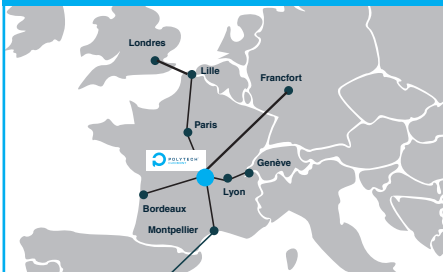 Londres
Lille
Francfort
Paris
POLYTECH
Genève
Lyon
Bordeaux
Montpellier